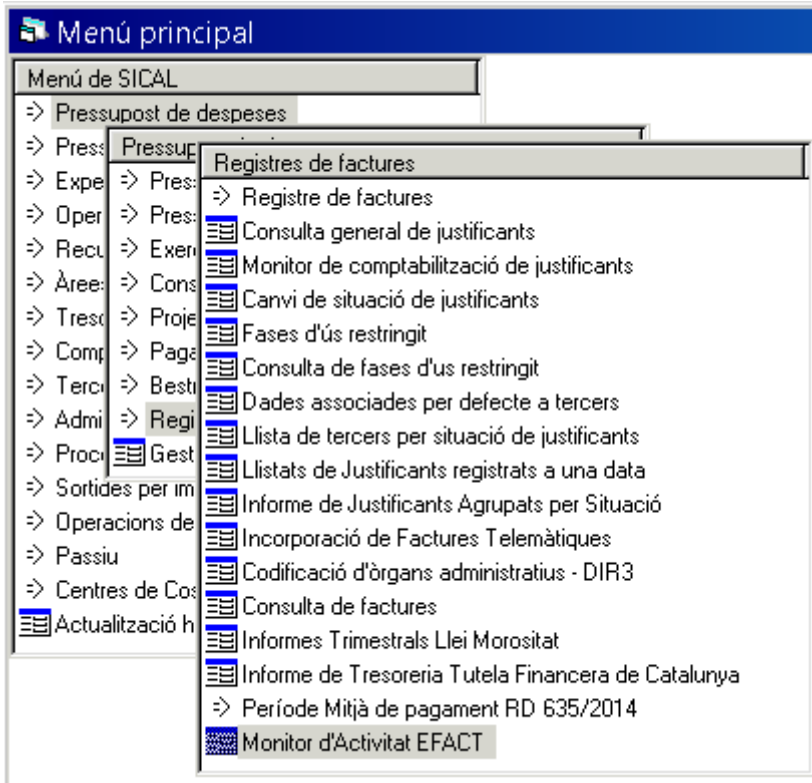 Menú principal
Menú de SICAL
Pressupost de despeses
Expe
Oper
Recu
Treso
Comp
Terce
Admi
Sortides per im
Operacions de
Passiu
Centres de Cos
Actualització h
Pressup
Pres
Pres
Exer
Cons
Proje
Paga
Bestr
Regi
Gest
Registres de factures
Registre de factures
Consulta general de justificants
Monitor de comptabilització de justificants
Canvi de situació de justificants
Fases d'ús restringit
Consulta de fases d'us restringit
Dades associades per defecte a tercers
Llista de tercers per situació de justificants
Llistats de Justificants registrats a una data
Informe de Justificants Agrupats per Situació
Incorporació de Factures Telemàtiques
Codificació d'òrgans administratius - DIR3
Consulta de factures
Informes Trimestrals Llei Morositat
Informe de Tresoreria Tutela Financera de Catalunya
Període Mitjà de pagament RD 635/2014
Monitor d'Activitat EFACT